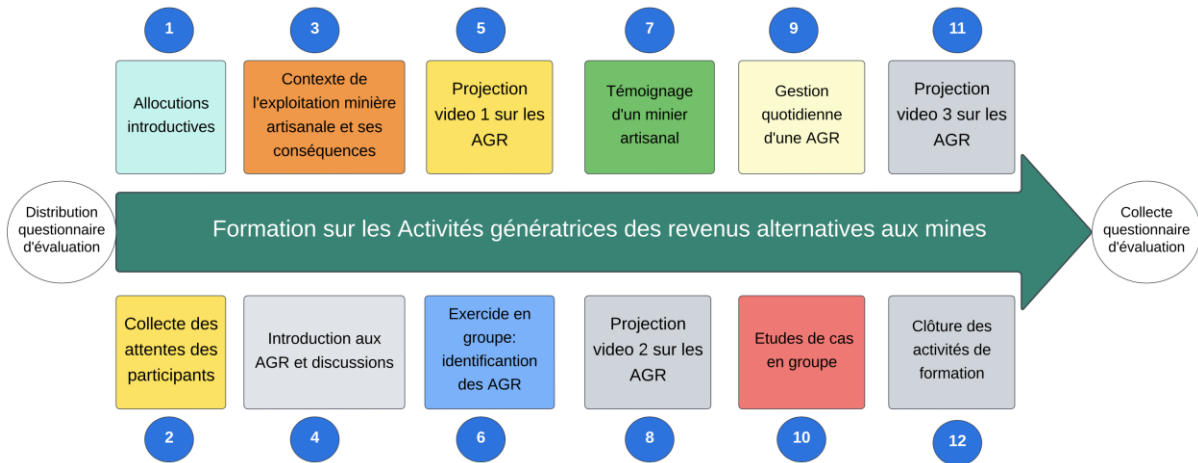 1
3
5
7
9
11
Allocutions
introductives
Contexte de
l'exploitation minière
artisanale et ses
conséquences
Projection
video 1 sur les
AGR
Témoignage
d'un minier
artisanal
Gestion
quotidienne
d'une AGR
Projection
video 3 sur les
AGR
Distribution
questionnaire
d'évaluation
Formation sur les Activités génératrices des revenus alternatives aux mines
Collecte
questionnaire
d'évaluation
Collecte des
attentes des
participants
Introduction aux
AGR et discussions
Exercide en
groupe:
identificantion
des AGR
Projection
video 2 sur les
AGR
Etudes de cas
en groupe
Clôture des
activités de
formation
2
4
6
8
10
12